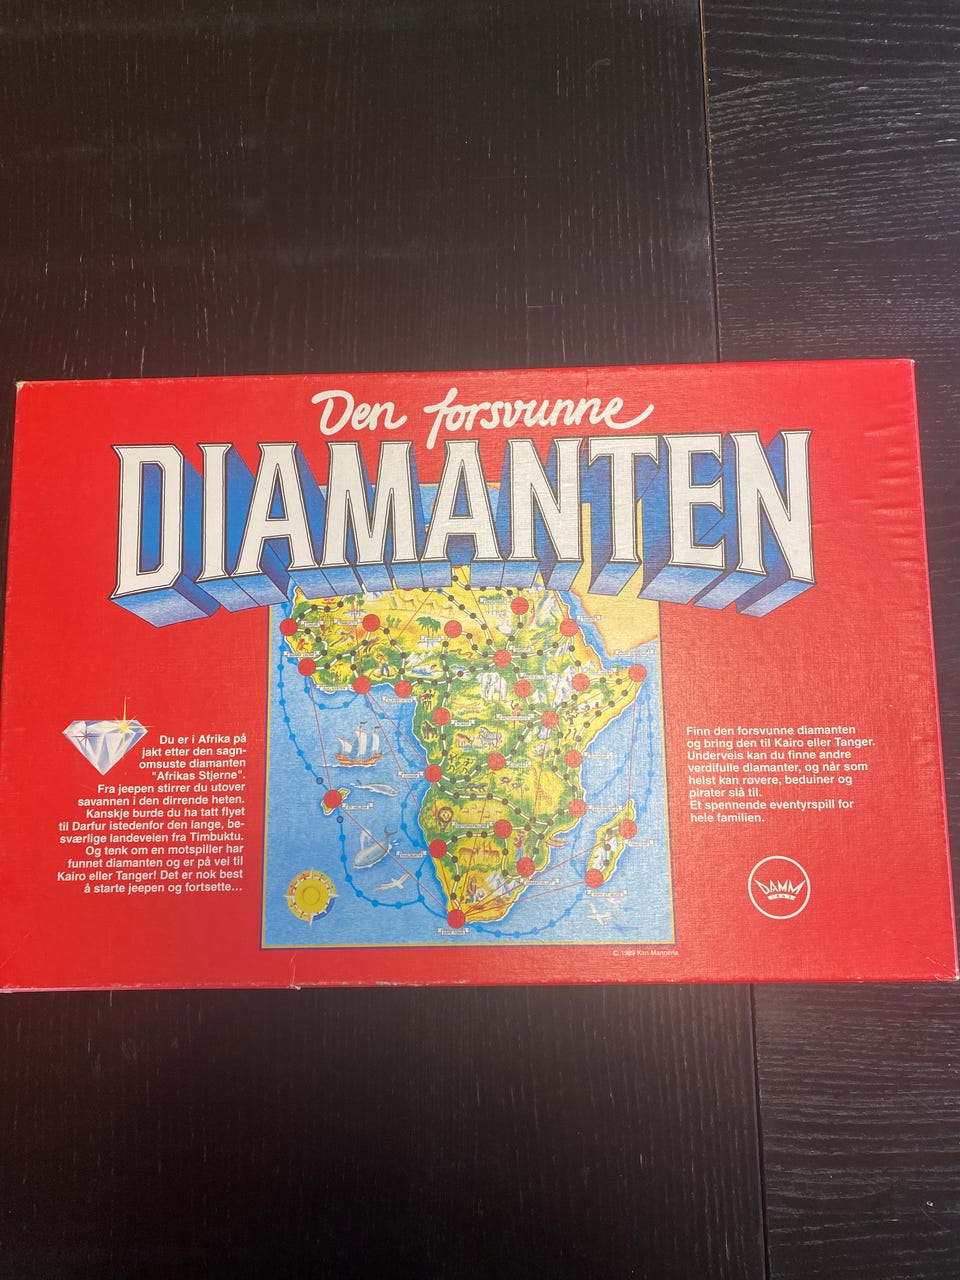 Den forsvunne
DIAMANTEN
Du er i Afrika på
jakt etter den sagn-
omsuste diamanten
"Afrikas Stjerne".
Fra jeepen stirrer du utover
savannen i den dirrende heten.
Kanskje burde du ha tatt flyet
til Darfur istedenfor den lange, be-
sværlige landeveien fra Timbuktu.
Og tenk om en motspiller har
funnet diamanten og er på vei til
Kairo eller Tanger! Det er nok best
å starte jeepen og fortsette...
Finn den forsvunne diamanten
og bring den til Kairo eller Tanger.
Underveis kan du finne andre
verdifulle diamanter, og når som
helst kan røvere, beduiner og
pirater slå til.
Et spennende eventyrspill for
hele familien.
DAMM
CAPE TOWN
C. 1989 Kari Mannerla